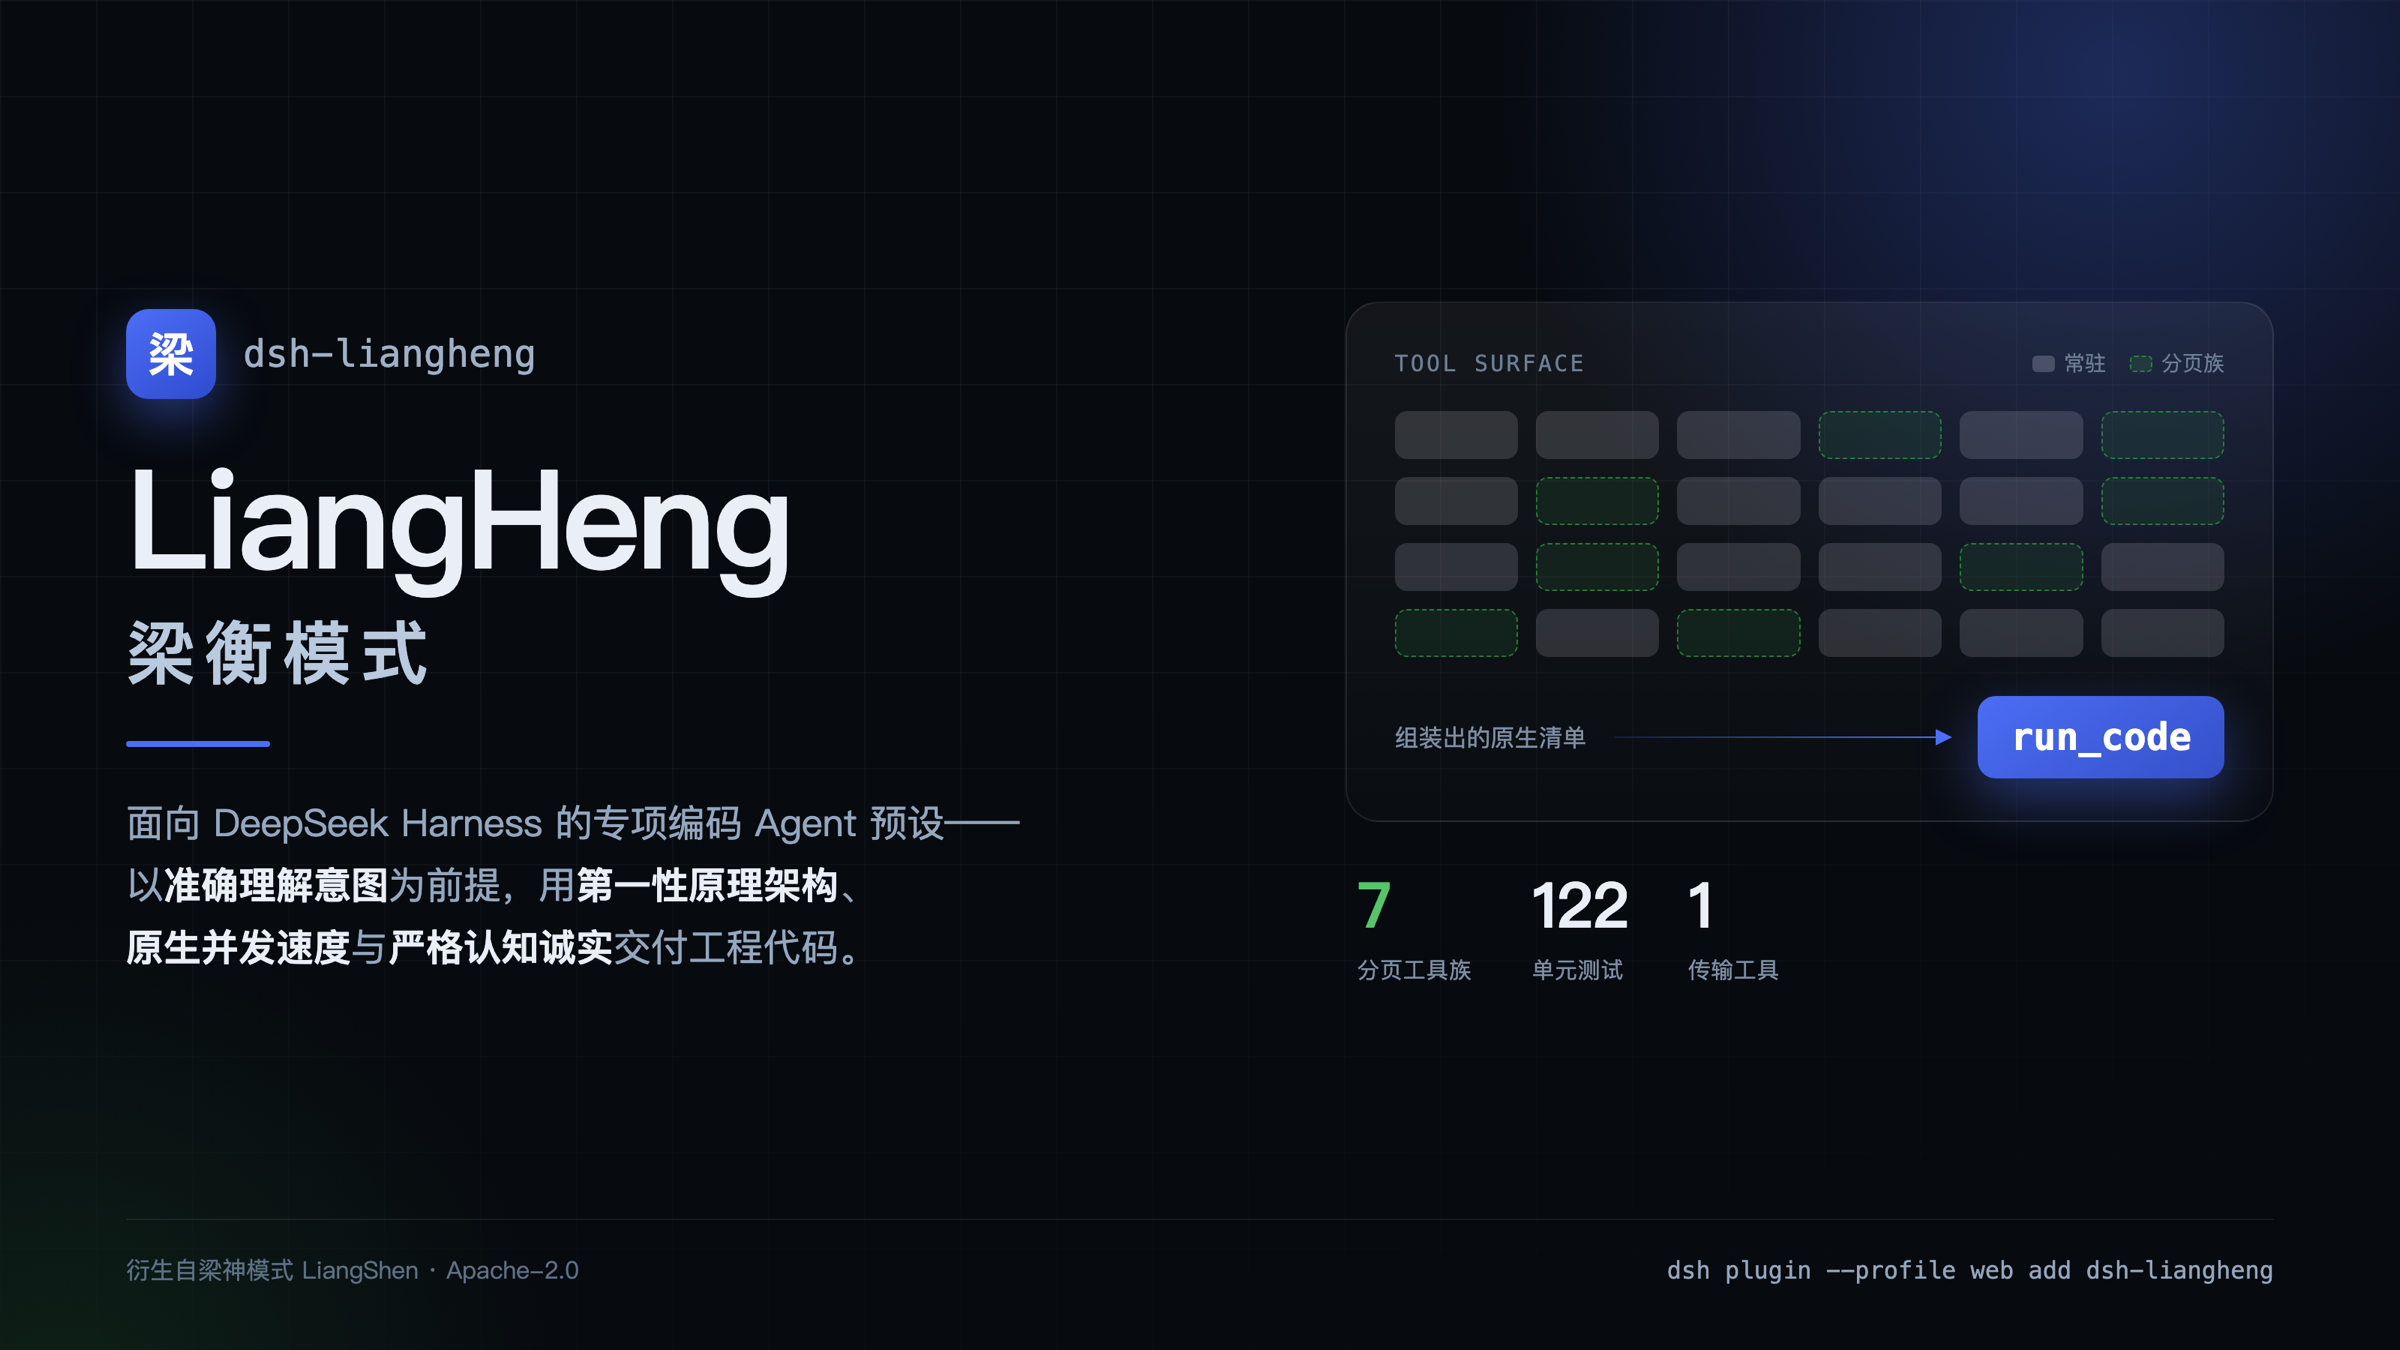 梁
dsh-liangheng
LiangHeng
梁衡模式
面向 DeepSeek Harness 的专项编码 Agent 预设——
以准确理解意图为前提，用第一性原理架构、
原生并发速度与严格认知诚实交付工程代码。
TOOL SURFACE
常驻
分页族
组装出的原生清单
run_code
7
分页工具族
122
单元测试
1
传输工具
衍生自梁神模式 LiangShen · Apache-2.0
dsh plugin --profile web add dsh-liangheng